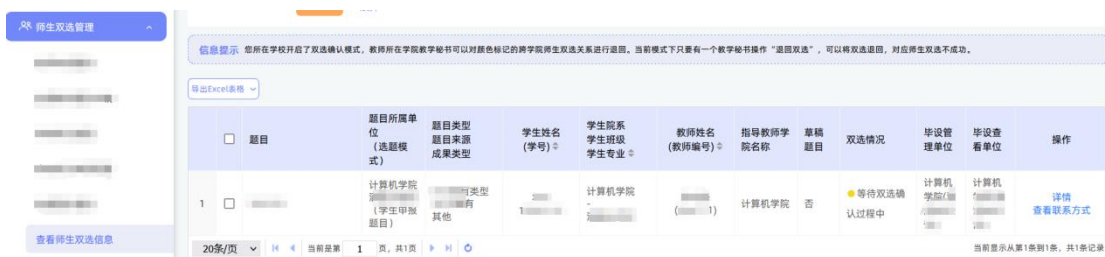 师生双选管理
信息提示 您所在学校开启了双选确认模式，教师所在学院教学秘书可以对颜色标记的跨学院师生双选关系进行退回。当前模式下只要有一个教学秘书操作“退回双选”，可以将双选退回，对应师生双选不成功。
导出Excel表格
题目
题目所属单
位
（选题模
式）
题目类型
题目来源
成果类型
学生姓名
(学号)
学生院系
学生班级
学生专业
教师姓名
(教师编号)
指导教师学
院名称
草稿
题目
双选情况
毕设管
理单位
毕设查
看单位
操作
1
计算机学院
（学生申报
题目）
类型
有
其他
1
计算机学院
-
( 1)
计算机学院
否
等待双选确
认过程中
计算机
学院(
计算机
详情
查看联系方式
查看师生双选信息
20条/页 当前是第 1 页，共1页
当前显示从第1条到1条，共1条记录